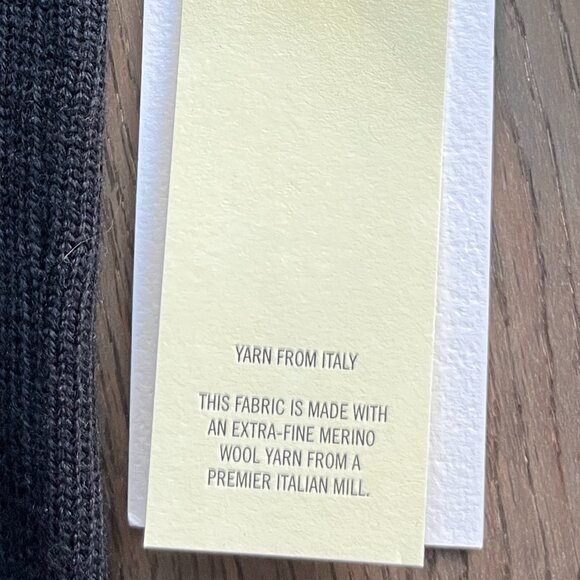 YARN FROM ITALY
THIS FABRIC IS MADE WITH
AN EXTRA-FINE MERINO
WOOL YARN FROM A
PREMIER ITALIAN MILL.